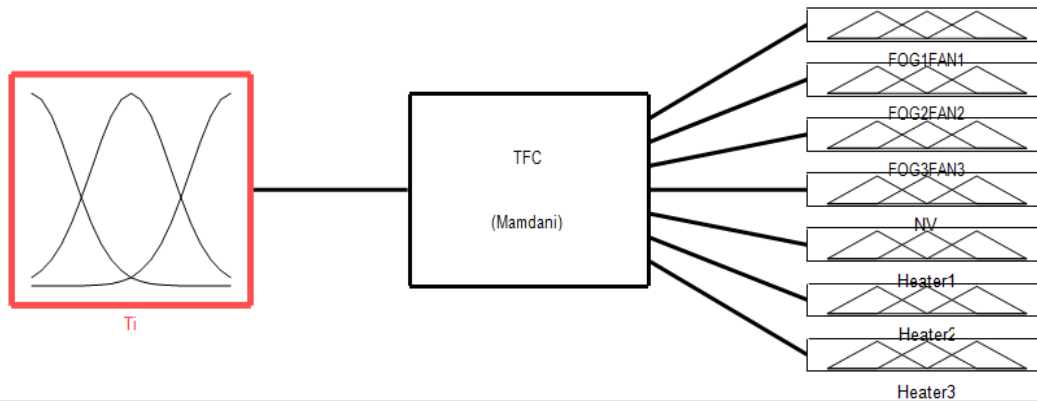 FOG1FAN1
FOG2FAN2
TFC
FOG3FAN3
(Mamdani)
NV
Heater1
Ti
Heater2
Heater3